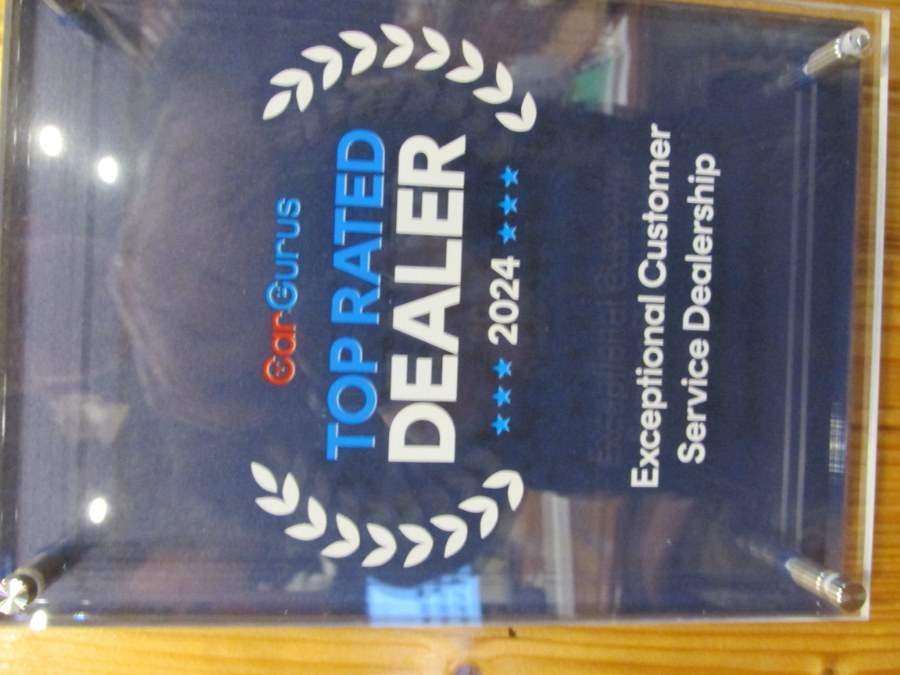 CarGurus
TOP RATED
DEALER
2024
Exceptional Customer
Service Dealership